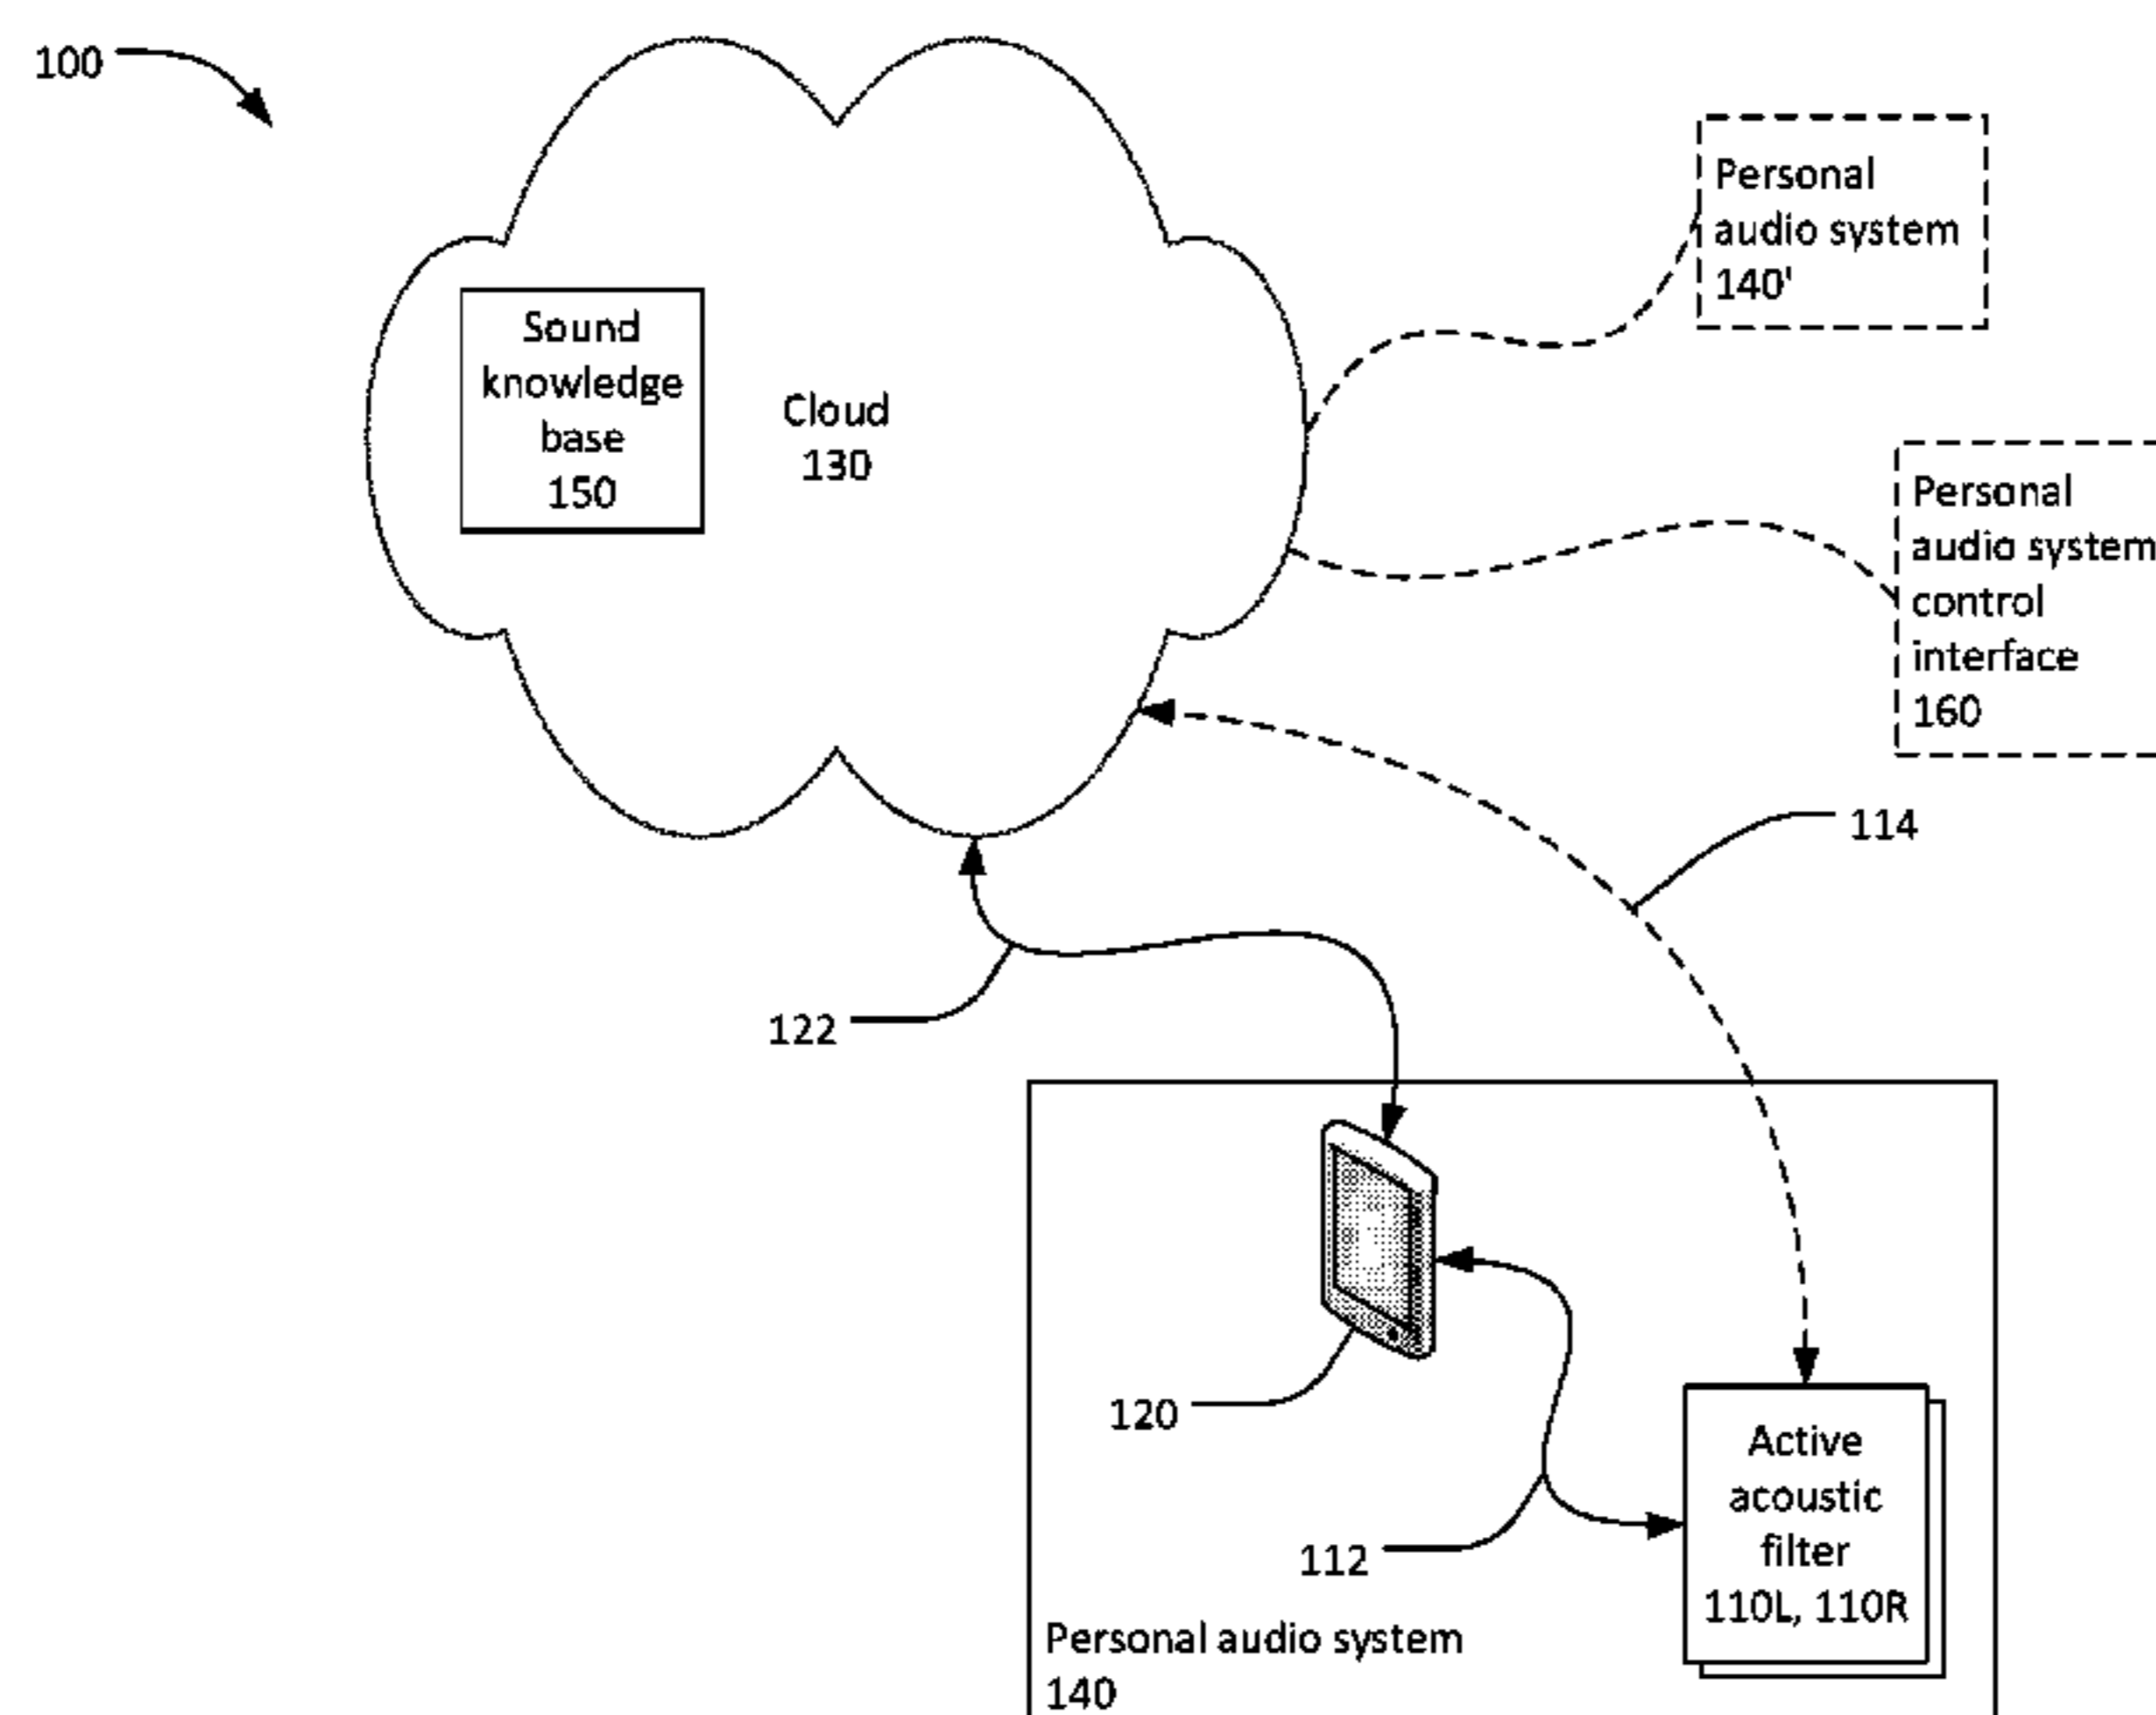 100
Personal
audio system
140'
Sound
knowledge
base
150
Cloud
130
Personal
audio system
control
interface
160
114
122
120
112
Active
acoustic
filter
110L, 110R
Personal audio system
140